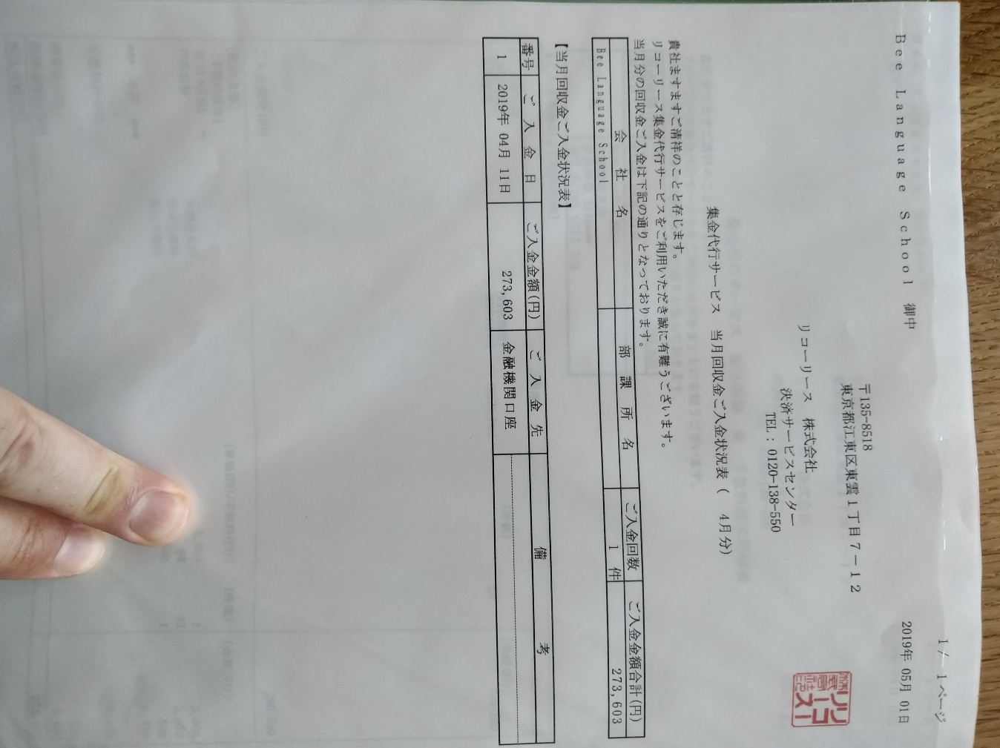 1 / 1ページ
Bee Language School 御中
2019年 05月 01日
〒135-8518
東京都江東区東雲1丁目7-12
リコーリース 株式会社
決済サービスセンター
TEL: 0120-138-550
集金代行サービス 当月回収金ご入金状況表 ( 4月分)
貴社ますますご清祥のことと存じます。
リコーリース集金代行サービスをご利用いただき誠に有難うございます。
当月分の回収金ご入金は下記の通りとなっております。
会社名 部課所名 ご入金回数 ご入金金額合計(円)
Bee Language School 1 件 273,603
【当月回収金ご入金状況表】
番号 ご入金日 ご入金金額(円) ご入金先 備考
1 2019年 04月 11日 273,603 金融機関口座